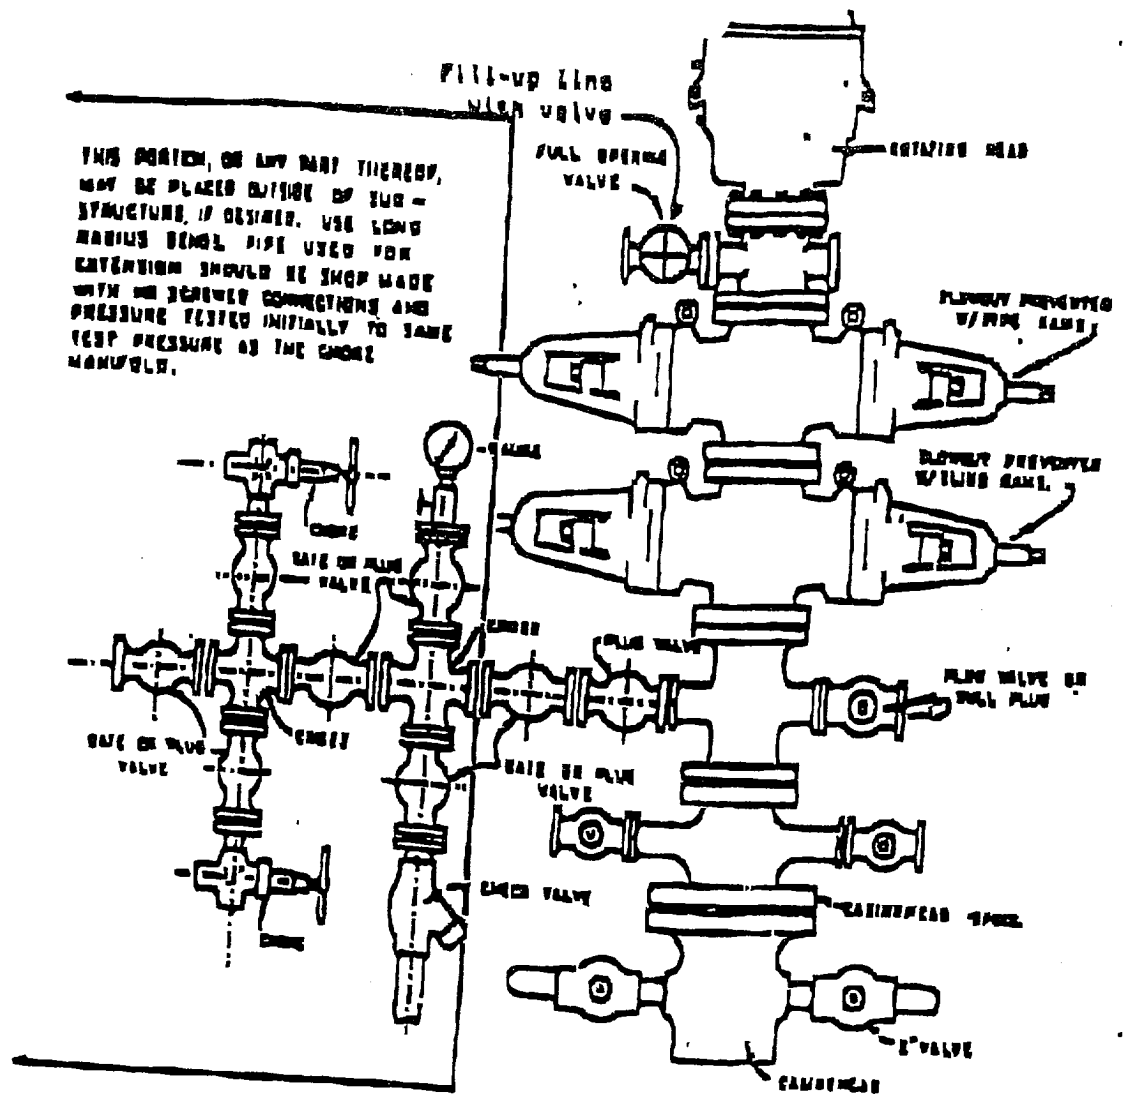 Fill-up Line
with valve
FULL OPENING
VALVE
ROTATING HEAD
THIS PORTION, OR ANY PART THEREOF,
MAY BE PLACED OUTSIDE OF SUB-
STRUCTURE, IF DESIRED. USE LONG
RADIUS BENDS. PIPE USED FOR
EXTENSION SHOULD BE SHOP MADE
WITH NO SCREWED CONNECTIONS AND
PRESSURE TESTED INITIALLY TO SAME
TEST PRESSURE AS THE CHOKE
MANIFOLD.
BLOWOUT PREVENTER
W/PIPE RAMS.
GAUGE
BLOWOUT PREVENTER
W/BLIND RAMS.
CHOKE
GATE OR PLUG
VALVE
CROSS
PLUG VALVE
PLUG VALVE OR
BULL PLUG
CROSS
GATE OR PLUG
VALVE
GATE OR PLUG
VALVE
CHECK VALVE
CASINGHEAD SPOOL
CHOKE
2" VALVE
CASINGHEAD